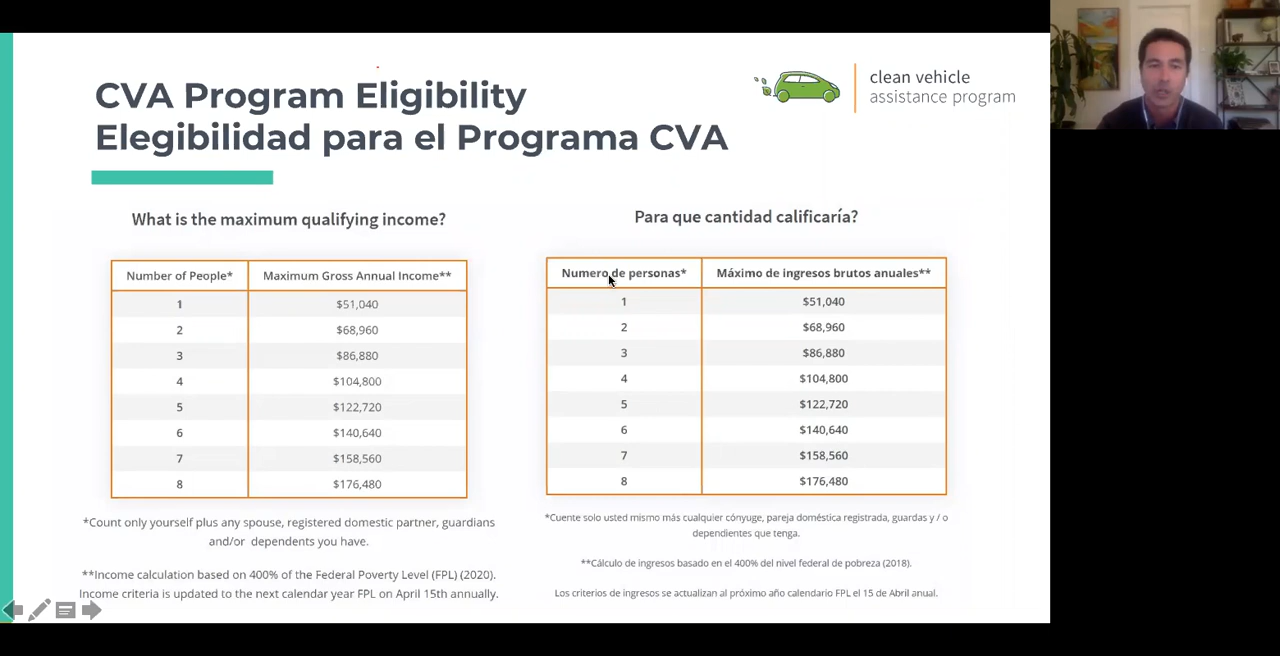 CVA Program Eligibility
Elegibilidad para el Programa CVA
clean vehicle
assistance program
What is the maximum qualifying income?
Number of People* Maximum Gross Annual Income**
1 $51,040
2 $68,960
3 $86,880
4 $104,800
5 $122,720
6 $140,640
7 $158,560
8 $176,480
*Count only yourself plus any spouse, registered domestic partner, guardians
and/or dependents you have.
**Income calculation based on 400% of the Federal Poverty Level (FPL) (2020).
Income criteria is updated to the next calendar year FPL on April 15th annually.
Para que cantidad calificaría?
Numero de personas* Máximo de ingresos brutos anuales**
1 $51,040
2 $68,960
3 $86,880
4 $104,800
5 $122,720
6 $140,640
7 $158,560
8 $176,480
*Cuente solo usted mismo más cualquier cónyuge, pareja doméstica registrada, guardas y / o
dependientes que tenga.
**Cálculo de ingresos basado en el 400% del nivel federal de pobreza (2018).
Los criterios de ingresos se actualizan al próximo año calendario FPL el 15 de Abril anual.